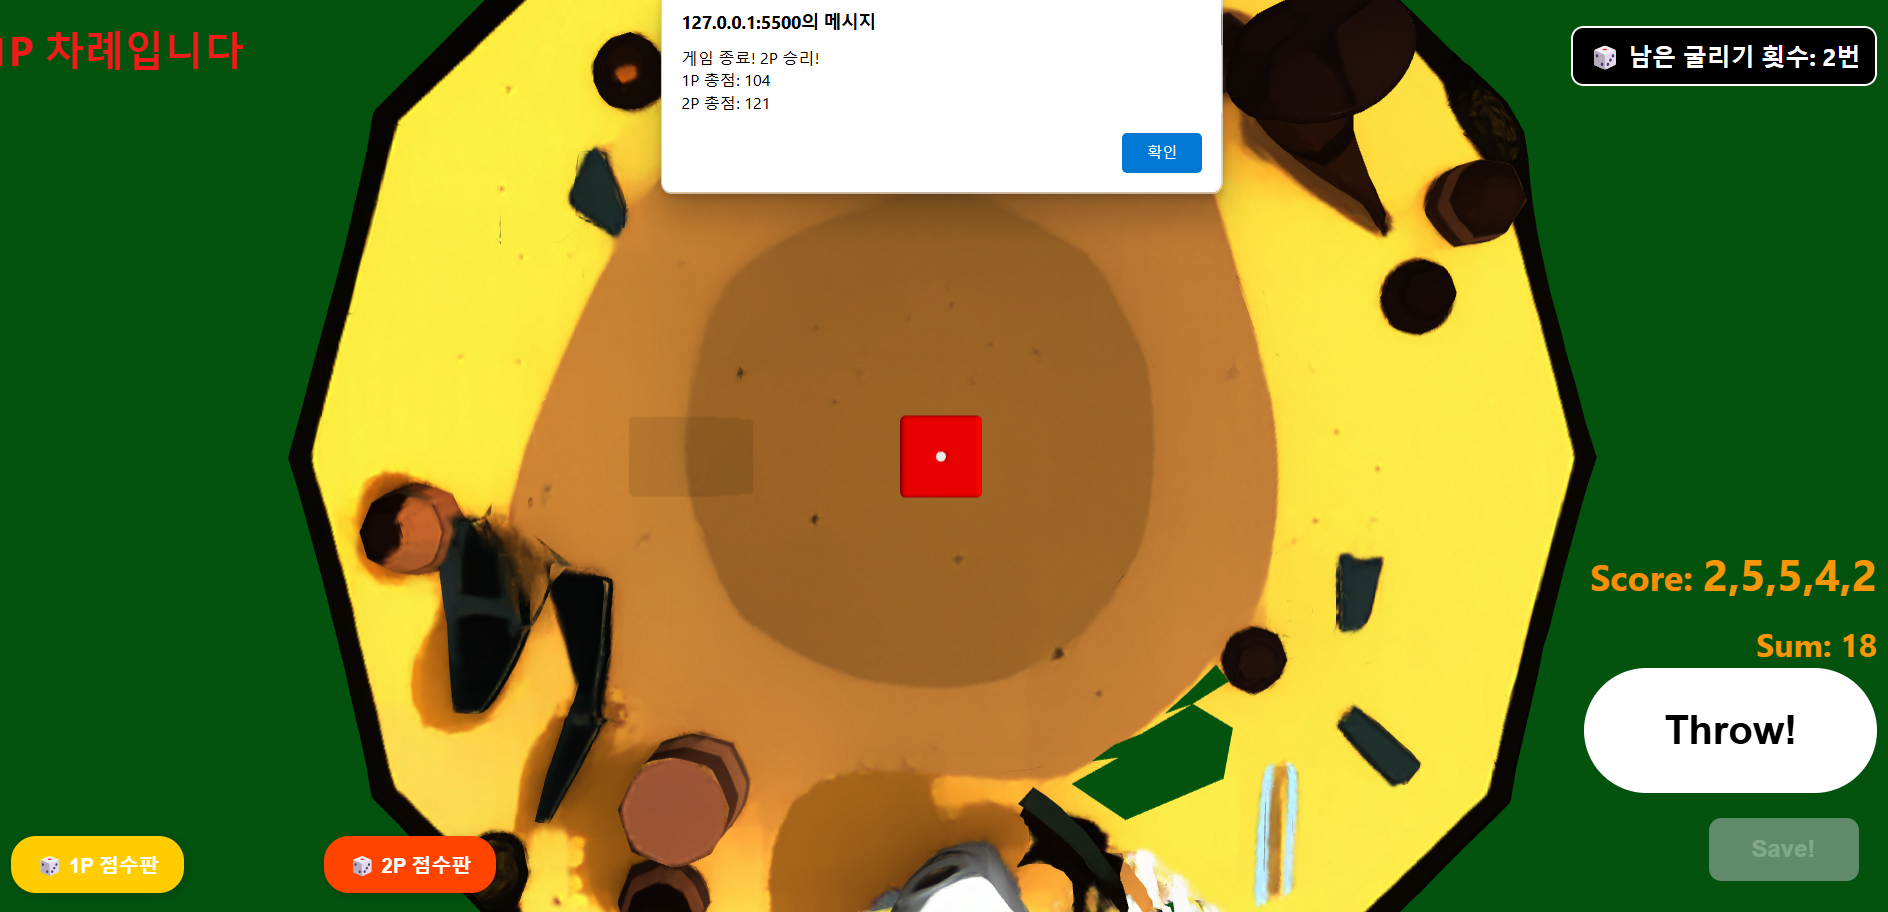 1P 차례입니다
127.0.0.1:5500의 메시지
게임 종료! 2P 승리!
1P 총점: 104
2P 총점: 121
확인
🎲 남은 굴리기 횟수: 2번
Score: 2,5,5,4,2
Sum: 18
Throw!
Save!
🎲 1P 점수판
🎲 2P 점수판